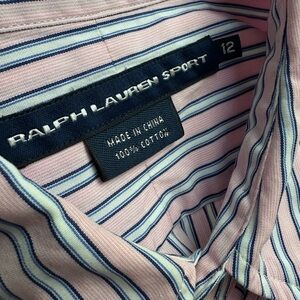 RALPH LAUREN SPORT
12
MADE IN CHINA
100% COTTON